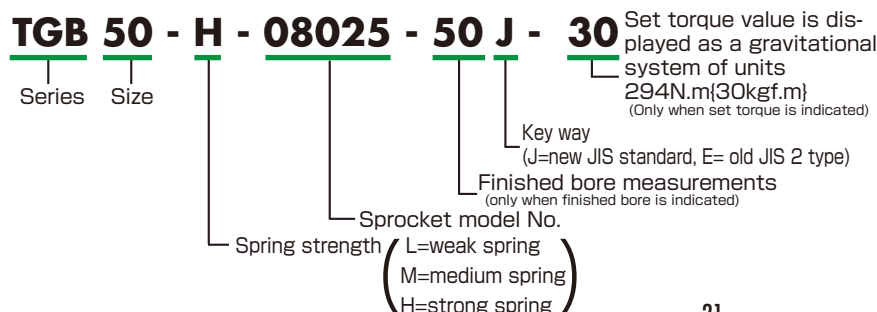 TGB 50 - H - 08025 - 50 J - 30
Set torque value is dis-
played as a gravitational
system of units
294N.m{30kgf.m}
(Only when set torque is indicated)
Series Size
Key way
(J=new JIS standard, E= old JIS 2 type)
Finished bore measurements
(only when finished bore is indicated)
Sprocket model No.
Spring strength
L=weak spring
M=medium spring
H=strong spring
21